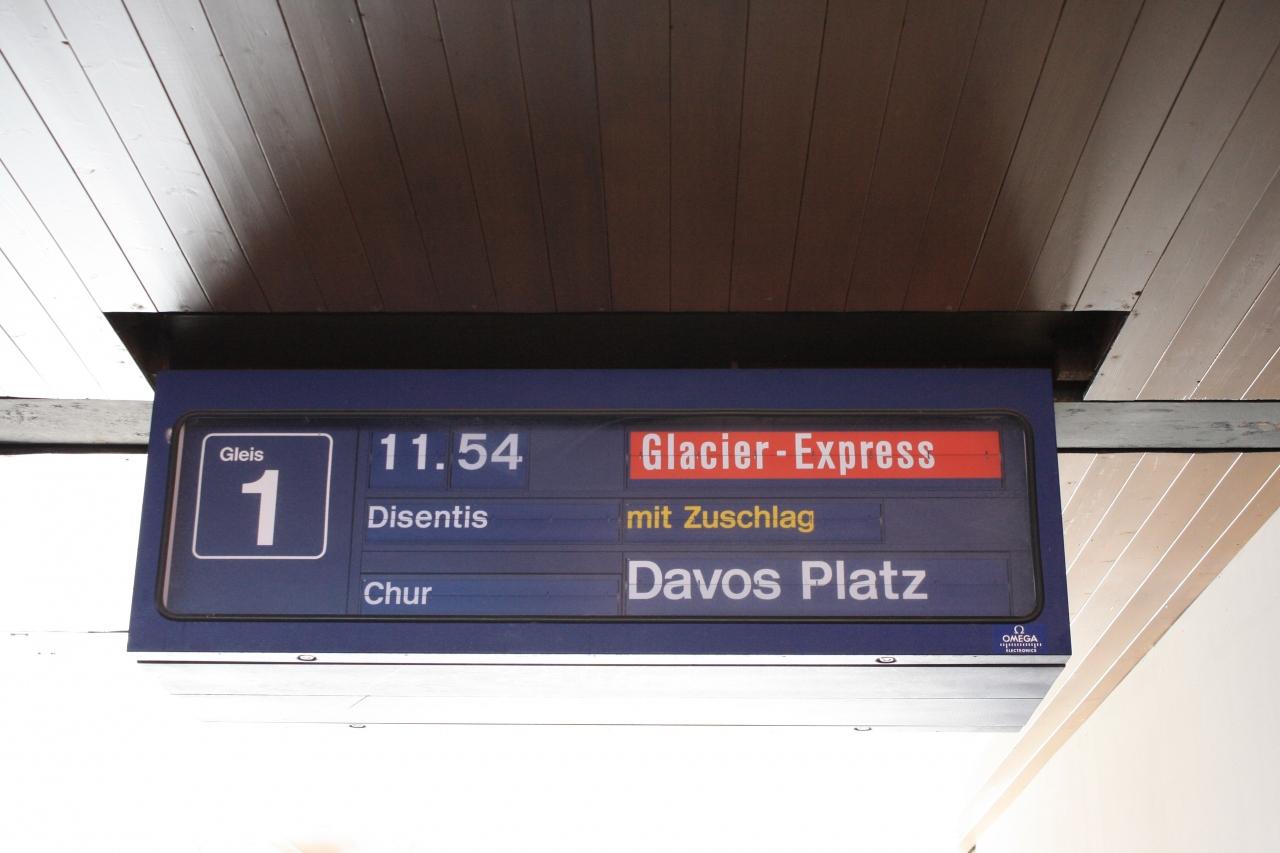 Gleis
1
11.54
Glacier-Express
Disentis
mit Zuschlag
Chur
Davos Platz
Ω
OMEGA
ELECTRONICS